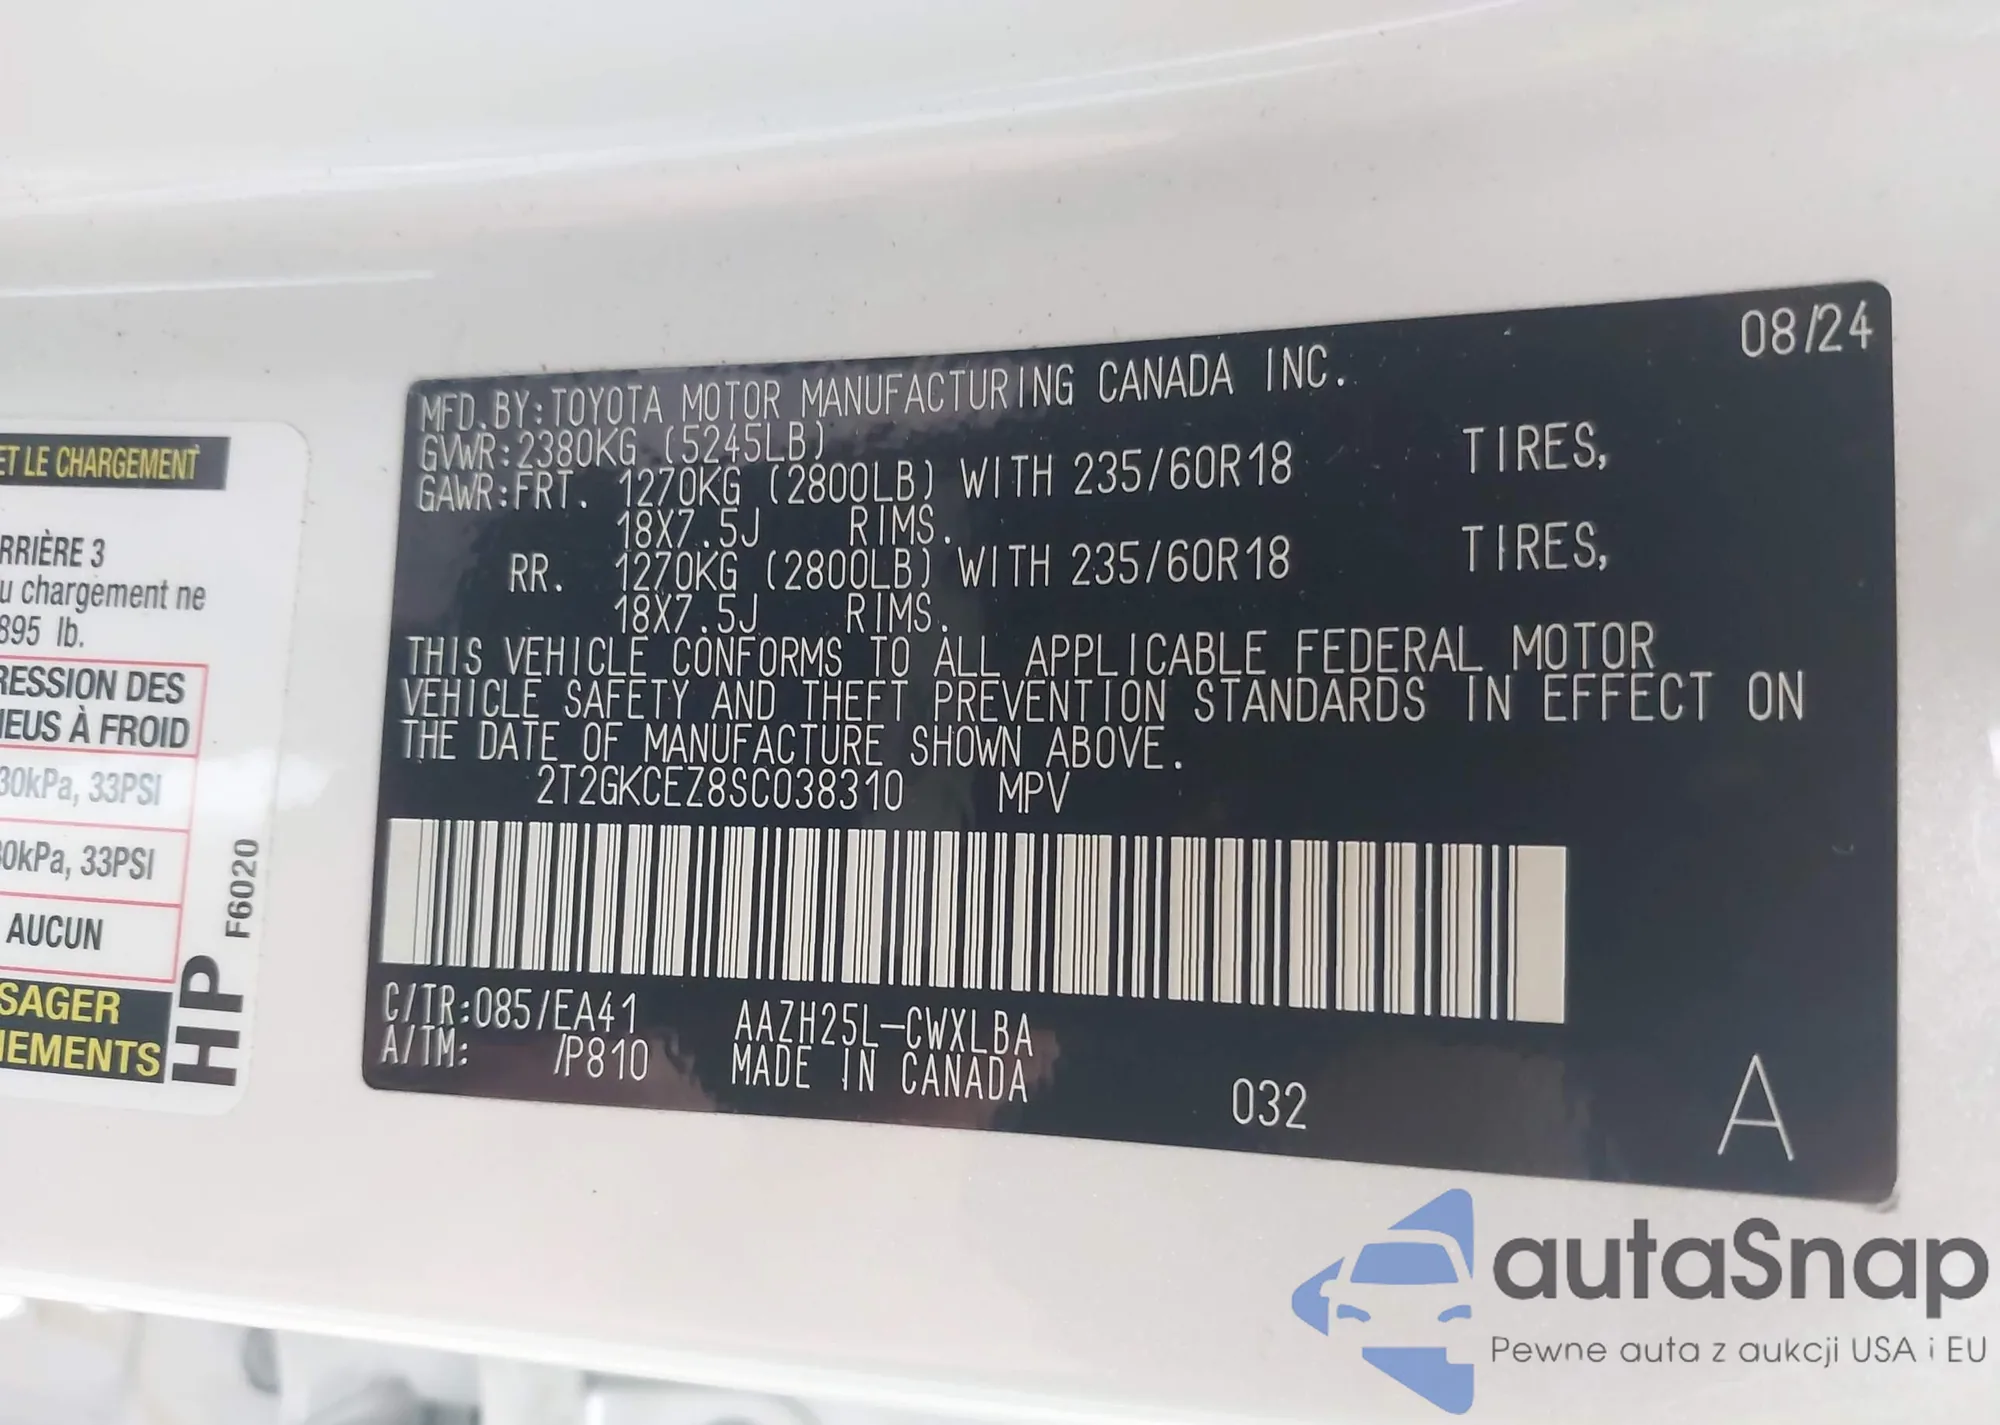 ET LE CHARGEMENT
RRIÈRE 3
u chargement ne
895 lb.
RESSION DES
IEUS À FROID
30kPa, 33PSI
30kPa, 33PSI
AUCUN
SAGER
NEMENTS
HP F6020
08/24
MFD.BY:TOYOTA MOTOR MANUFACTURING CANADA INC.
GVWR:2380KG (5245LB)
GAWR:FRT. 1270KG (2800LB) WITH 235/60R18 TIRES,
18X7.5J RIMS.
RR. 1270KG (2800LB) WITH 235/60R18 TIRES,
18X7.5J RIMS.
THIS VEHICLE CONFORMS TO ALL APPLICABLE FEDERAL MOTOR
VEHICLE SAFETY AND THEFT PREVENTION STANDARDS IN EFFECT ON
THE DATE OF MANUFACTURE SHOWN ABOVE.
2T2GKCEZ8SC038310 MPV
C/TR:085/EA41 AAZH25L-CWXLBA
A/TM: /P810 MADE IN CANADA
032
A
autaSnap
Pewne auta z aukcji USA i EU